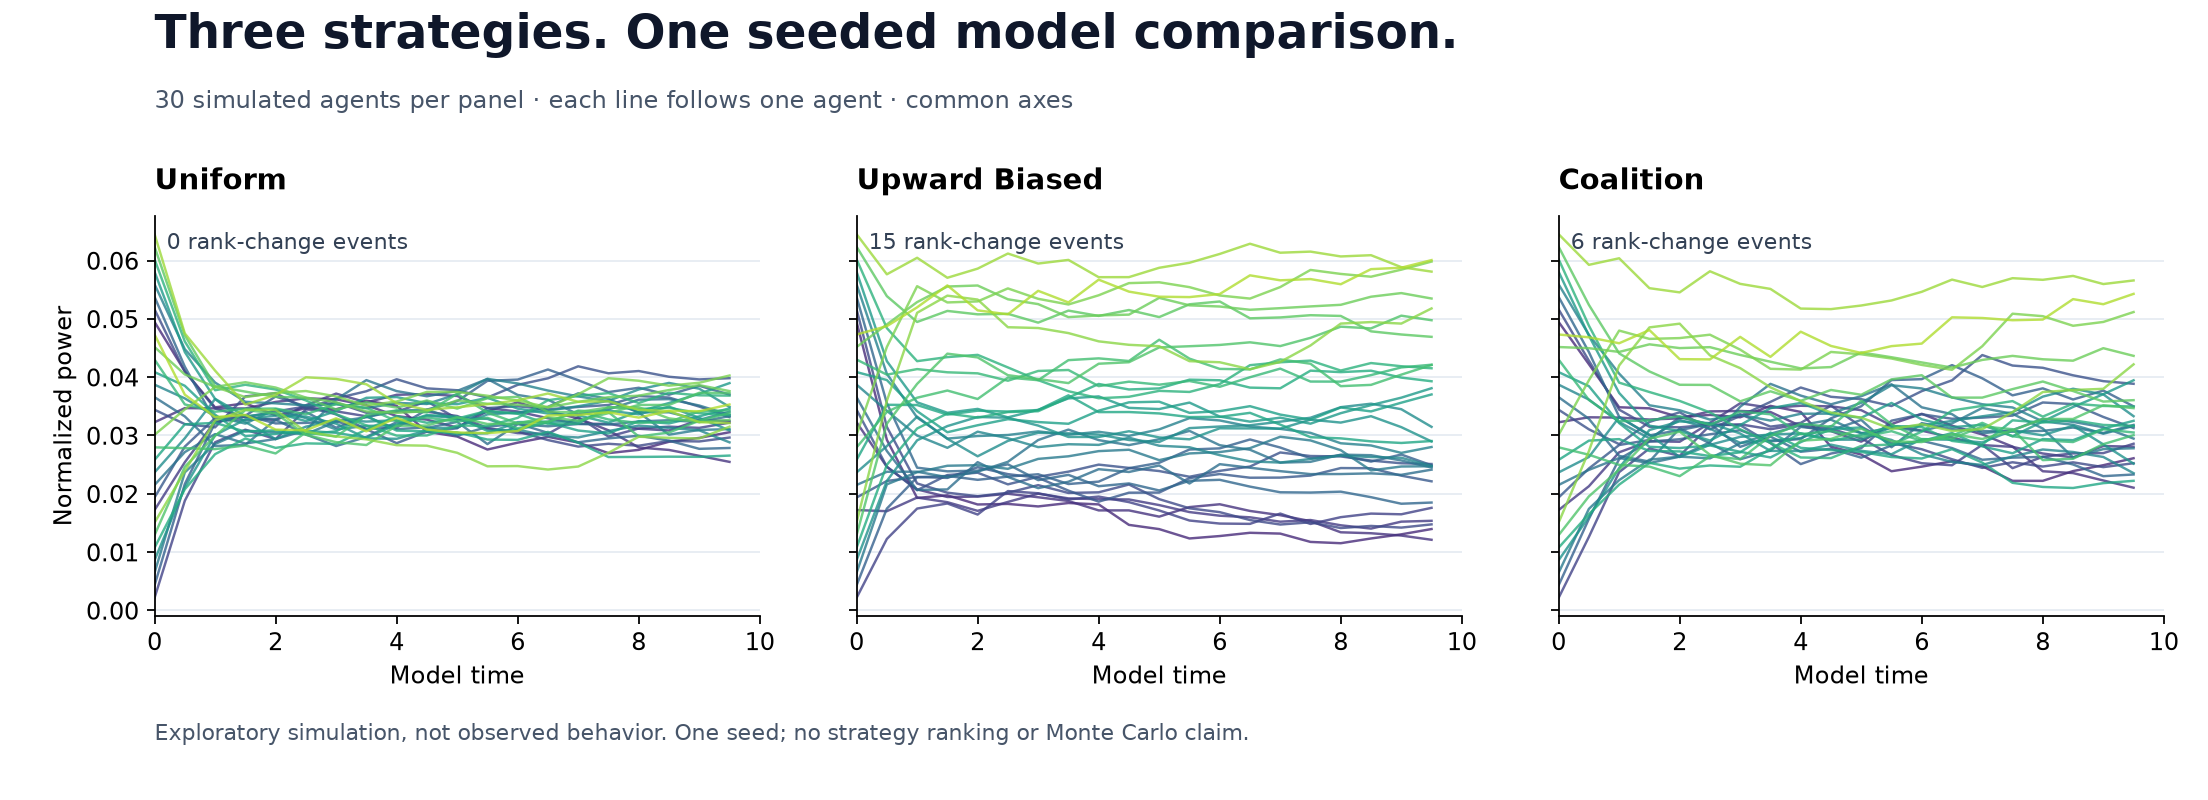 Three strategies. One seeded model comparison.
30 simulated agents per panel · each line follows one agent · common axes
Uniform
Upward Biased
Coalition
0 rank-change events
15 rank-change events
6 rank-change events
Normalized power
0.06
0.05
0.04
0.03
0.02
0.01
0.00
0 2 4 6 8 10
0 2 4 6 8 10
0 2 4 6 8 10
Model time
Model time
Model time
Exploratory simulation, not observed behavior. One seed; no strategy ranking or Monte Carlo claim.